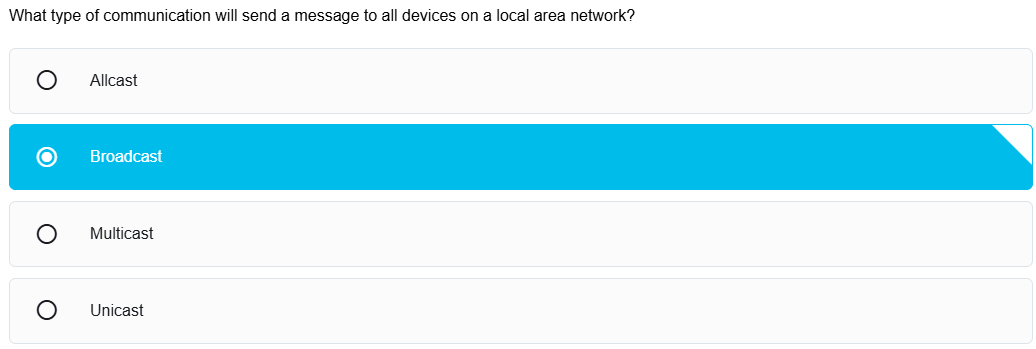 What type of communication will send a message to all devices on a local area network?
Allcast
Broadcast
Multicast
Unicast